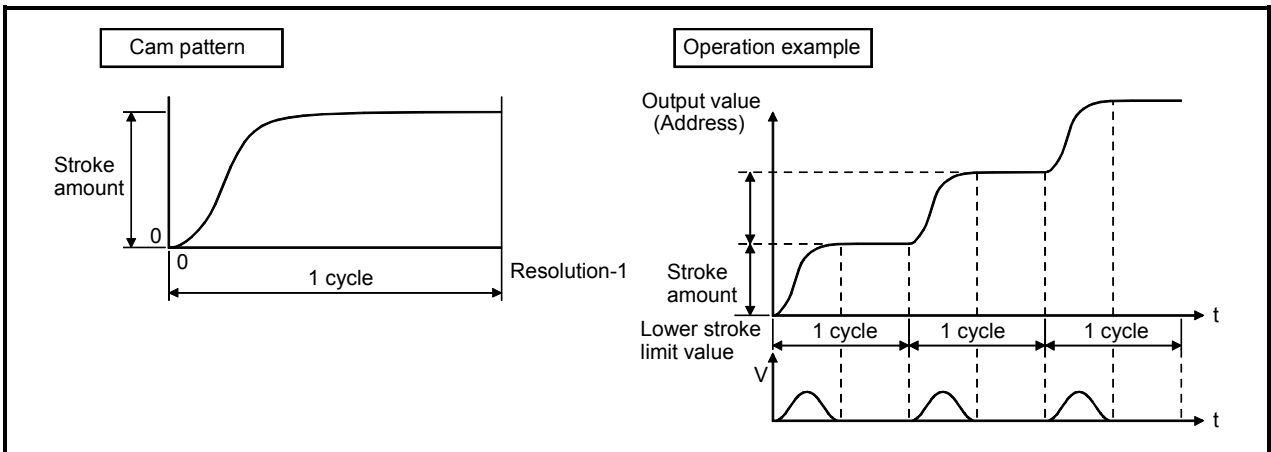 Cam pattern
Stroke
amount
0
0
1 cycle
Resolution-1
Operation example
Output value
(Address)
Stroke
amount
Lower stroke
limit value
1 cycle
1 cycle
1 cycle
t
V
t